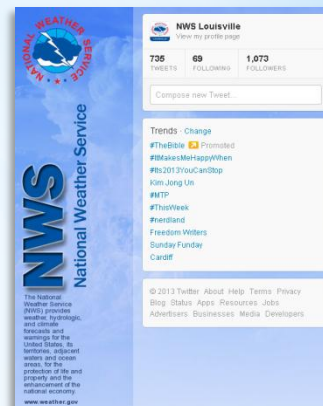 NATIONAL WEATHER SERVICE
NWS
National Weather Service
The National
Weather Service
(NWS) provides
weather, hydrologic,
and climate
forecasts and
warnings for the
United States, its
territories, adjacent
waters and ocean
areas, for the
protection of life and
property and the
enhancement of the
national economy.
www.weather.gov
NWS Louisville
View my profile page
735 TWEETS
69 FOLLOWING
1,073 FOLLOWERS
Compose new Tweet...
Trends · Change
#TheBible Promoted
#ItMakesMeHappyWhen
#Its2013YouCanStop
Kim Jong Un
#MTP
#ThisWeek
#nerdland
Freedom Writers
Sunday Funday
Cardiff
© 2013 Twitter About Help Terms Privacy
Blog Status Apps Resources Jobs
Advertisers Businesses Media Developers